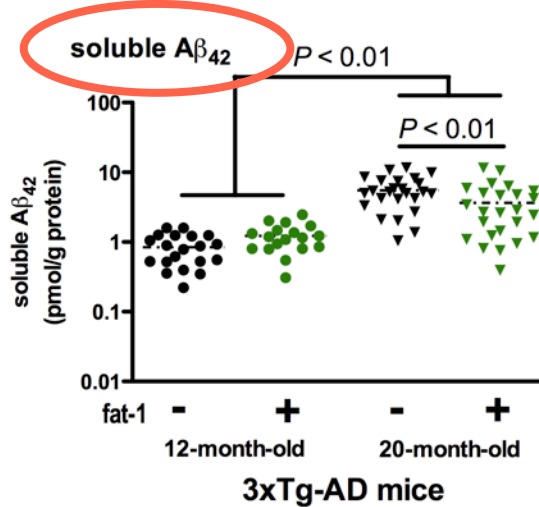 soluble Aβ42
P < 0.01
100
P < 0.01
10
1
0.1
0.01
soluble Aβ42
(pmol/g protein)
fat-1 - + - +
12-month-old 20-month-old
3xTg-AD mice